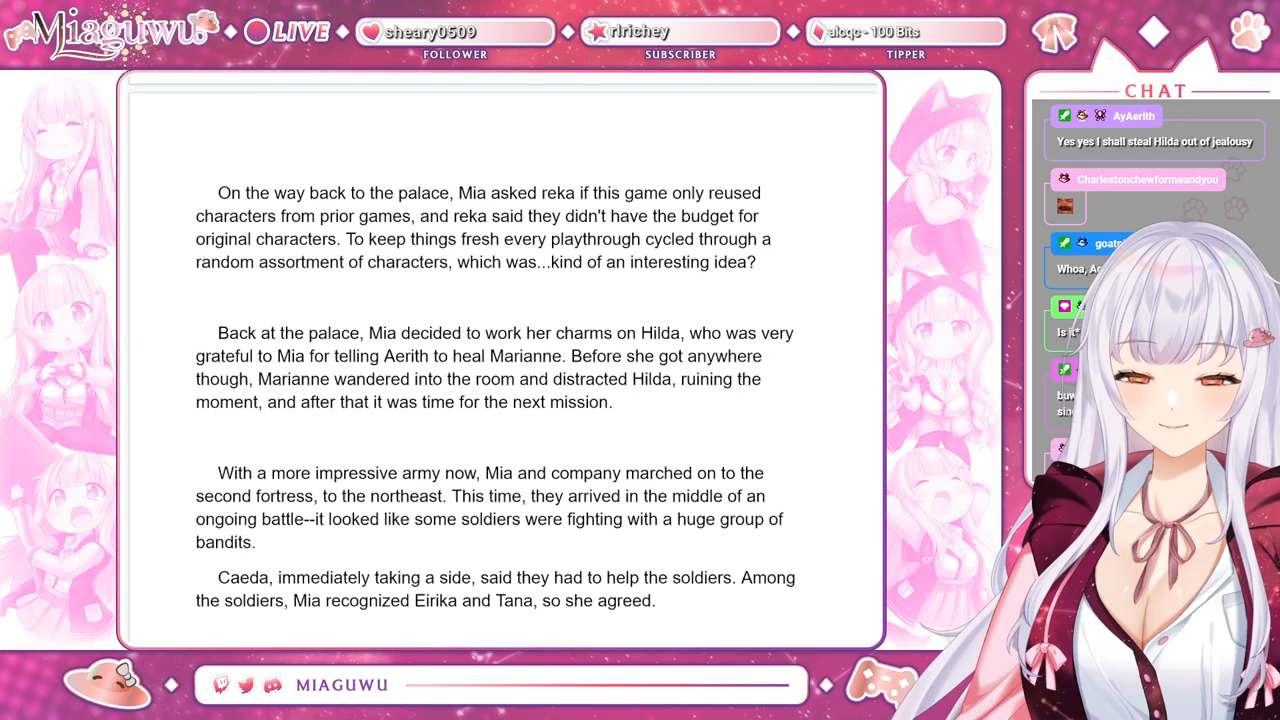 Miaguwu
LIVE
sheary0509
FOLLOWER
rlrichey
SUBSCRIBER
alcqc - 100 Bits
TIPPER
CHAT
AyAerith
Yes yes I shall steal Hilda out of jealousy
Charlestonchewformeandyou
Whoa,
On the way back to the palace, Mia asked reka if this game only reused
characters from prior games, and reka said they didn't have the budget for
original characters. To keep things fresh every playthrough cycled through a
random assortment of characters, which was...kind of an interesting idea?
Back at the palace, Mia decided to work her charms on Hilda, who was very
grateful to Mia for telling Aerith to heal Marianne. Before she got anywhere
though, Marianne wandered into the room and distracted Hilda, ruining the
moment, and after that it was time for the next mission.
With a more impressive army now, Mia and company marched on to the
second fortress, to the northeast. This time, they arrived in the middle of an
ongoing battle--it looked like some soldiers were fighting with a huge group of
bandits.
Caeda, immediately taking a side, said they had to help the soldiers. Among
the soldiers, Mia recognized Eirika and Tana, so she agreed.
MIAGUWU